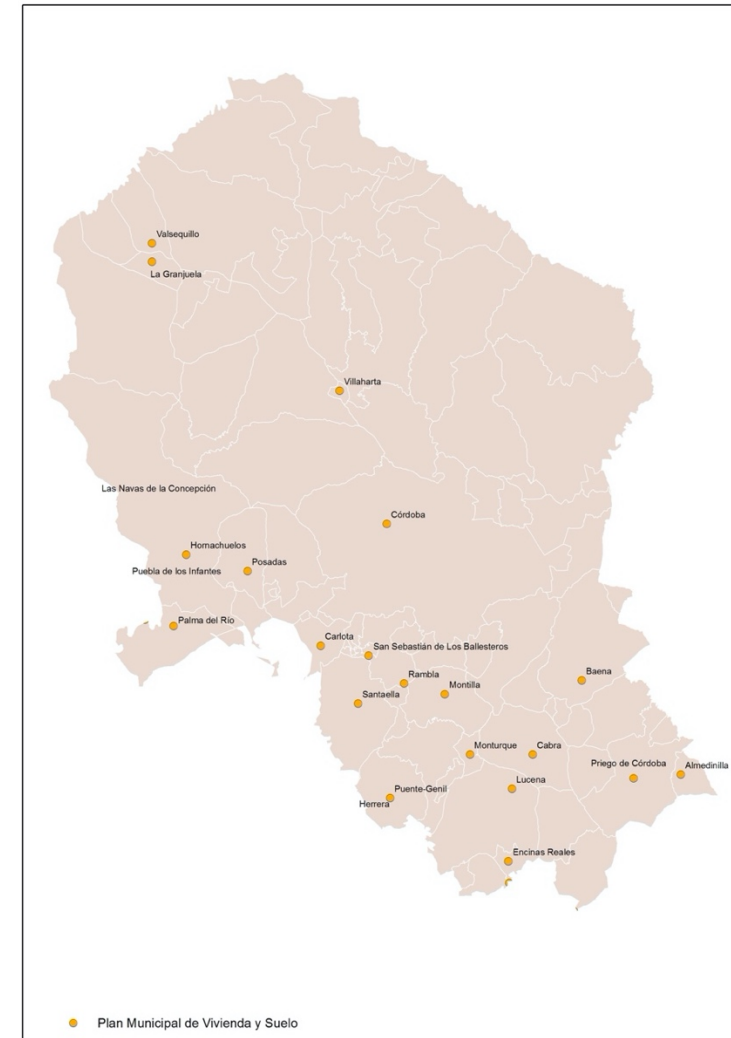 Valsequillo
La Granjuela
Villaharta
Las Navas de la Concepción
Córdoba
Hornachuelos
Posadas
Puebla de los Infantes
Palma del Río
Carlota
San Sebastián de Los Ballesteros
Rambla
Baena
Montilla
Santaella
Monturque
Cabra
Priego de Córdoba
Almedinilla
Lucena
Puente-Genil
Herrera
Encinas Reales
Plan Municipal de Vivienda y Suelo